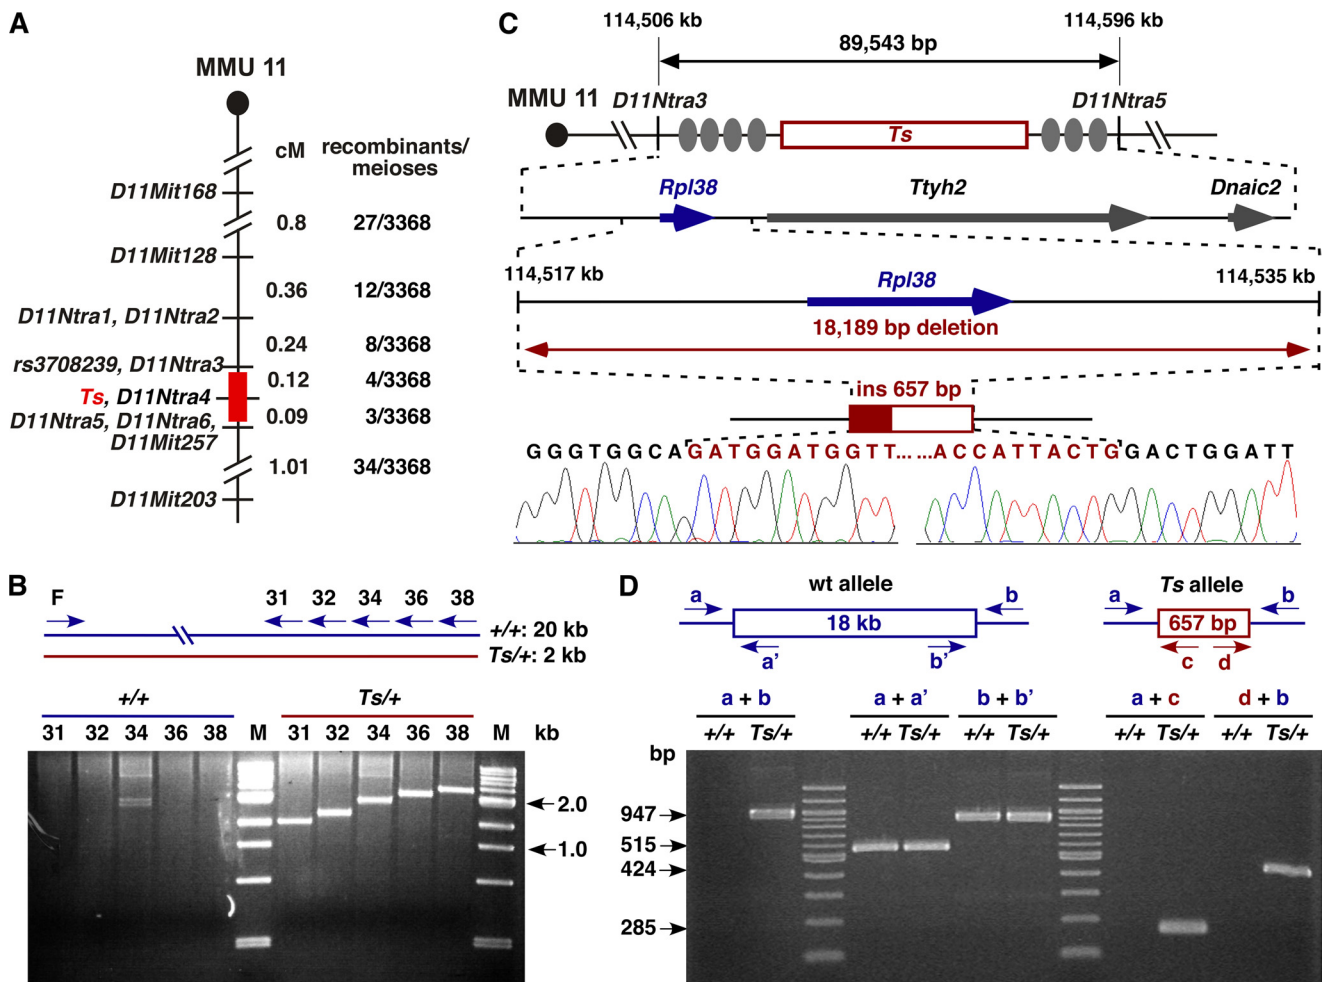 A
MMU 11
cM
recombinants/
meioses
D11Mit168
0.8 27/3368
D11Mit128
0.36 12/3368
D11Ntra1, D11Ntra2
0.24 8/3368
rs3708239, D11Ntra3
0.12 4/3368
Ts, D11Ntra4
D11Ntra5, D11Ntra6,
0.09 3/3368
D11Mit257
1.01 34/3368
D11Mit203
C
114,506 kb 114,596 kb
89,543 bp
MMU 11 D11Ntra3 D11Ntra5
Ts
Rpl38 Ttyh2 Dnaic2
114,517 kb 114,535 kb
Rpl38
18,189 bp deletion
ins 657 bp
GGGTGGCAGATGGATGGTT... ...ACCATTACTGGACTGGATT
B
F 31 32 34 36 38
+/+: 20 kb
Ts/+: 2 kb
+/+ Ts/+
31 32 34 36 38 M 31 32 34 36 38 M kb
2.0
1.0
D
wt allele Ts allele
a b a b
18 kb 657 bp
a' b' c d
a + b a + a' b + b' a + c d + b
+/+ Ts/+ +/+ Ts/+ +/+ Ts/+ +/+ Ts/+ +/+ Ts/+
bp
947
515
424
285